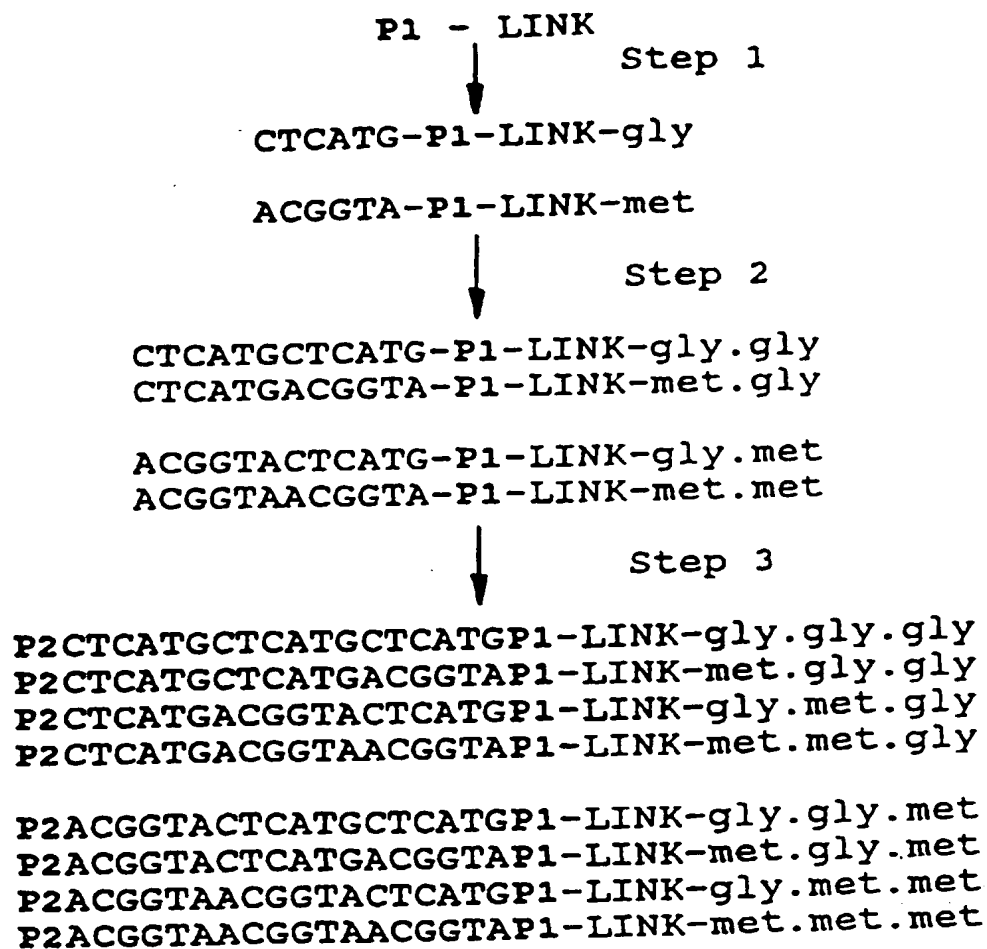 P1 - LINK
Step 1
CTCATG-P1-LINK-gly
ACGGTA-P1-LINK-met
Step 2
CTCATGCTCATG-P1-LINK-gly.gly
CTCATGACGGTA-P1-LINK-met.gly
ACGGTACTCATG-P1-LINK-gly.met
ACGGTAACGGTA-P1-LINK-met.met
Step 3
P2CTCATGCTCATGCTCATGP1-LINK-gly.gly.gly
P2CTCATGCTCATGACGGTAP1-LINK-met.gly.gly
P2CTCATGACGGTACTCATGP1-LINK-gly.met.gly
P2CTCATGACGGTAACGGTAP1-LINK-met.met.gly
P2ACGGTACTCATGCTCATGP1-LINK-gly.gly.met
P2ACGGTACTCATGACGGTAP1-LINK-met.gly.met
P2ACGGTAACGGTACTCATGP1-LINK-gly.met.met
P2ACGGTAACGGTAACGGTAP1-LINK-met.met.met